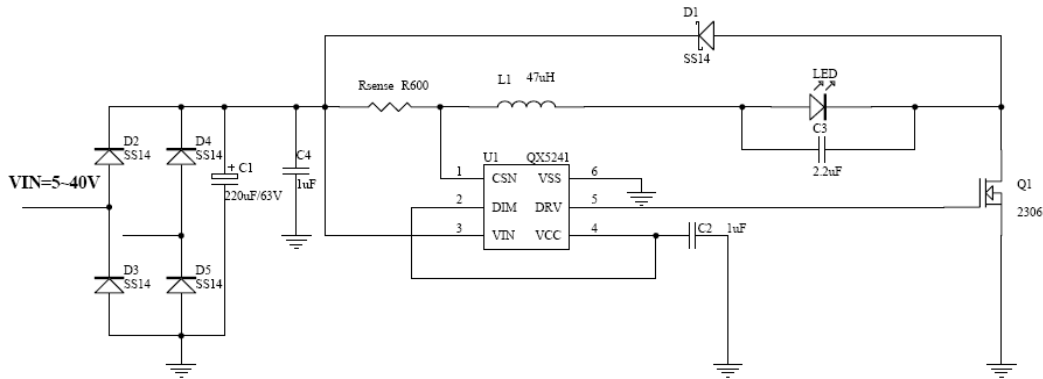 D1
SS14
LED
Rsense R600
L1 47uH
D2
SS14
D4
SS14
+ C1
220uF/63V
C4
1uF
VIN=5~40V
C3
2.2uF
U1 QX5241
1 CSN VSS 6
2 DIM DRV 5
3 VIN VCC 4
Q1
2306
C2 1uF
D3
SS14
D5
SS14